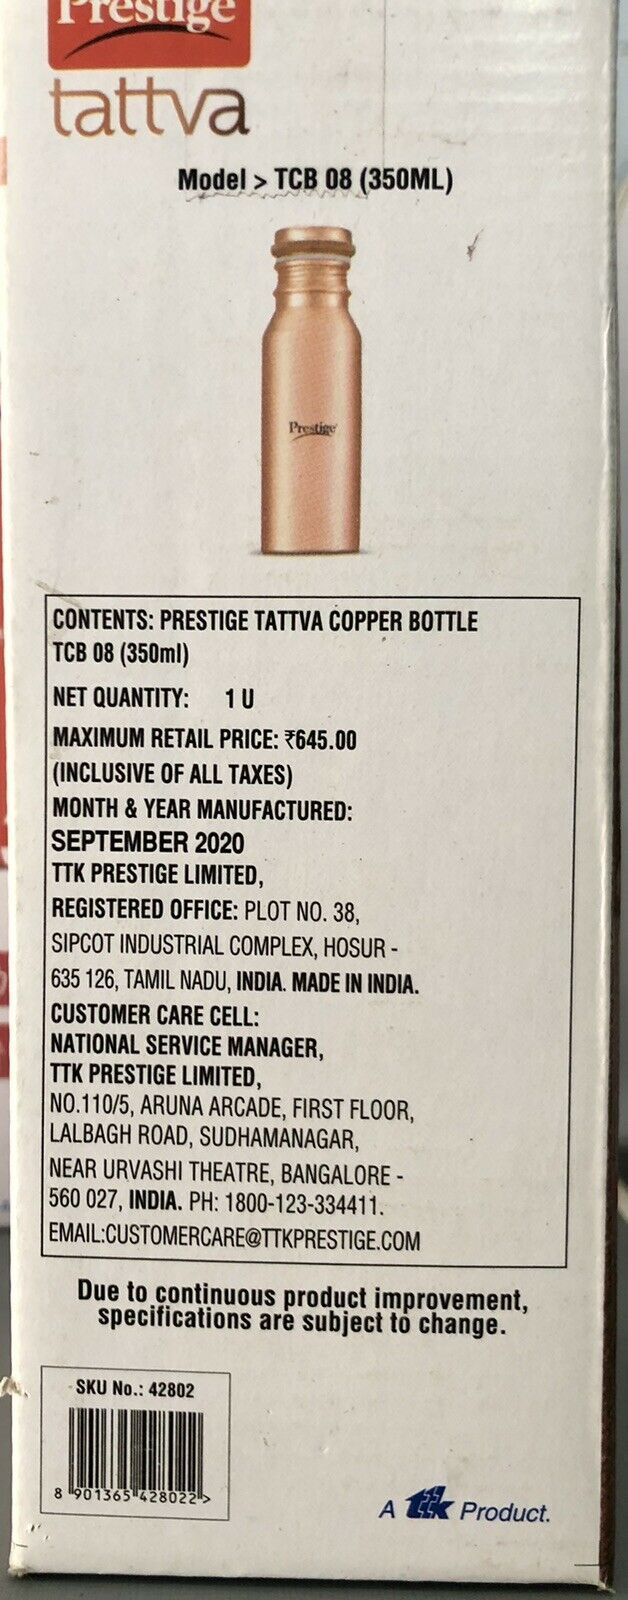 Prestige
tattva
Model > TCB 08 (350ML)
Prestige
CONTENTS: PRESTIGE TATTVA COPPER BOTTLE
TCB 08 (350ml)
NET QUANTITY: 1 U
MAXIMUM RETAIL PRICE: ₹645.00
(INCLUSIVE OF ALL TAXES)
MONTH & YEAR MANUFACTURED:
SEPTEMBER 2020
TTK PRESTIGE LIMITED,
REGISTERED OFFICE: PLOT NO. 38,
SIPCOT INDUSTRIAL COMPLEX, HOSUR -
635 126, TAMIL NADU, INDIA. MADE IN INDIA.
CUSTOMER CARE CELL:
NATIONAL SERVICE MANAGER,
TTK PRESTIGE LIMITED,
NO.110/5, ARUNA ARCADE, FIRST FLOOR,
LALBAGH ROAD, SUDHAMANAGAR,
NEAR URVASHI THEATRE, BANGALORE -
560 027, INDIA. PH: 1800-123-334411.
EMAIL:CUSTOMERCARE@TTKPRESTIGE.COM
Due to continuous product improvement,
specifications are subject to change.
SKU No.: 42802
8 901365 428022 >
A ttk Product.